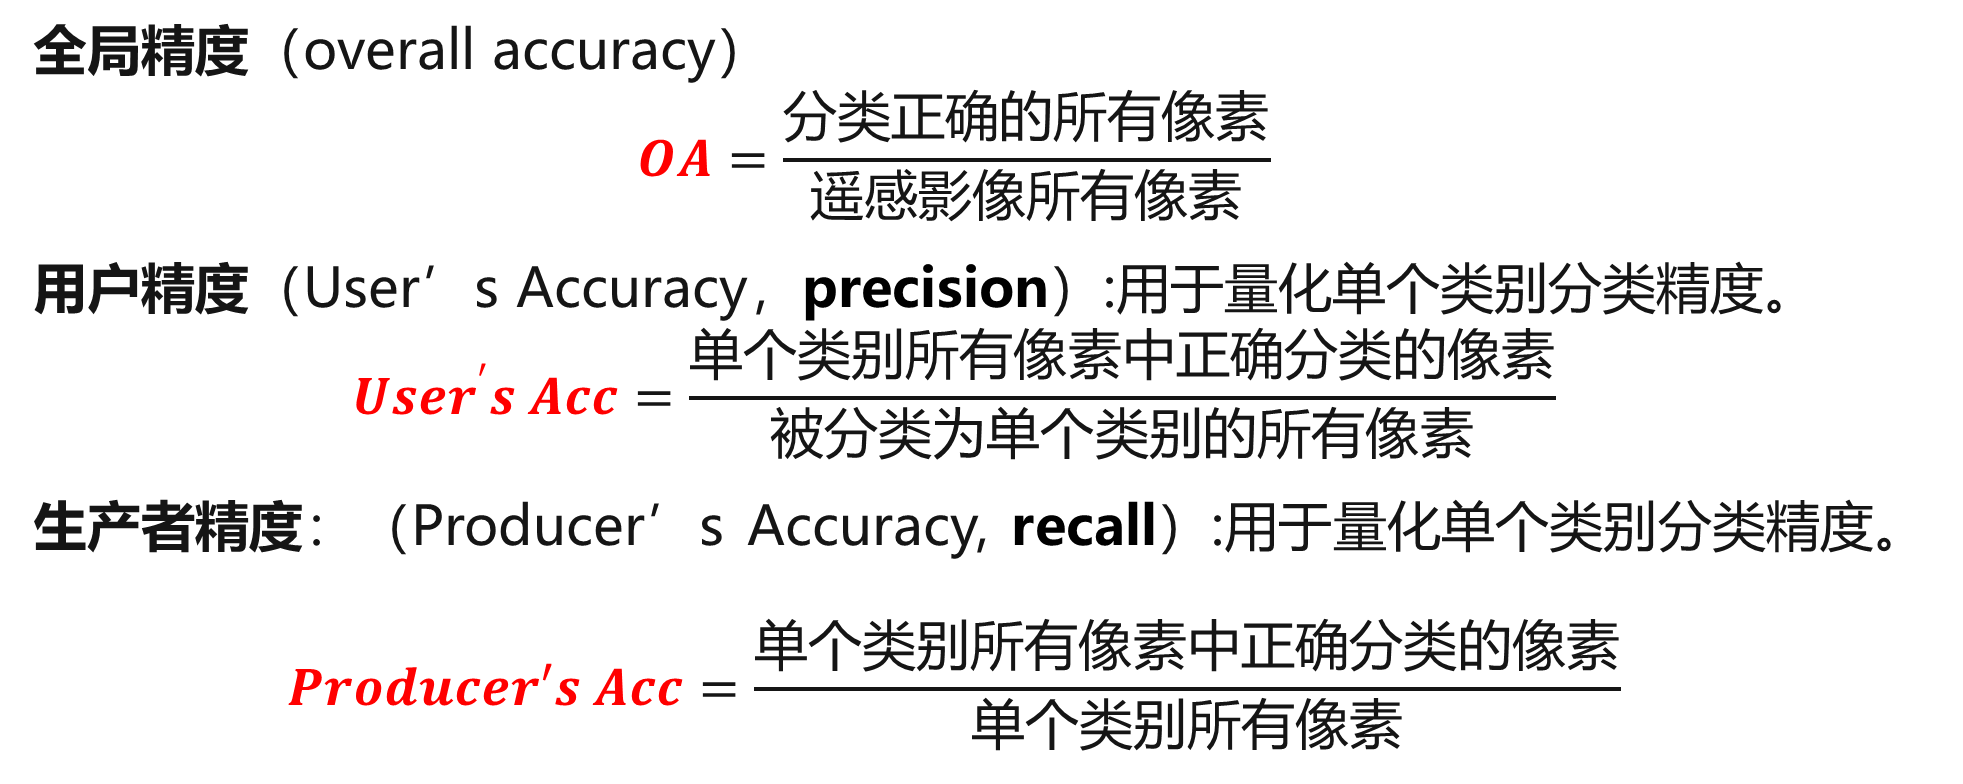 全局精度（overall accuracy）
OA = 分类正确的所有像素 / 遥感影像所有像素
用户精度（User′s Accuracy，precision）:用于量化单个类别分类精度。
User′s Acc = 单个类别所有像素中正确分类的像素 / 被分类为单个类别的所有像素
生产者精度：（Producer′s Accuracy, recall）:用于量化单个类别分类精度。
Producer′s Acc = 单个类别所有像素中正确分类的像素 / 单个类别所有像素